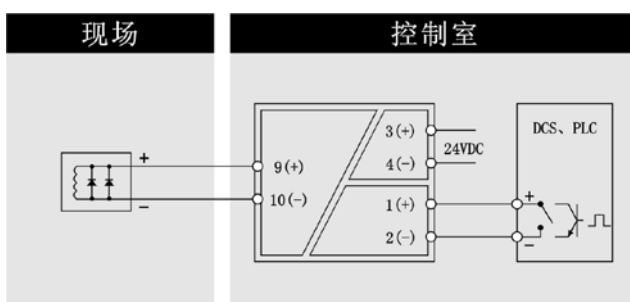 现场
控制室
+
−
9(+)
10(-)
3(+)
4(-)
24VDC
1(+)
2(-)
DCS、PLC
+
−